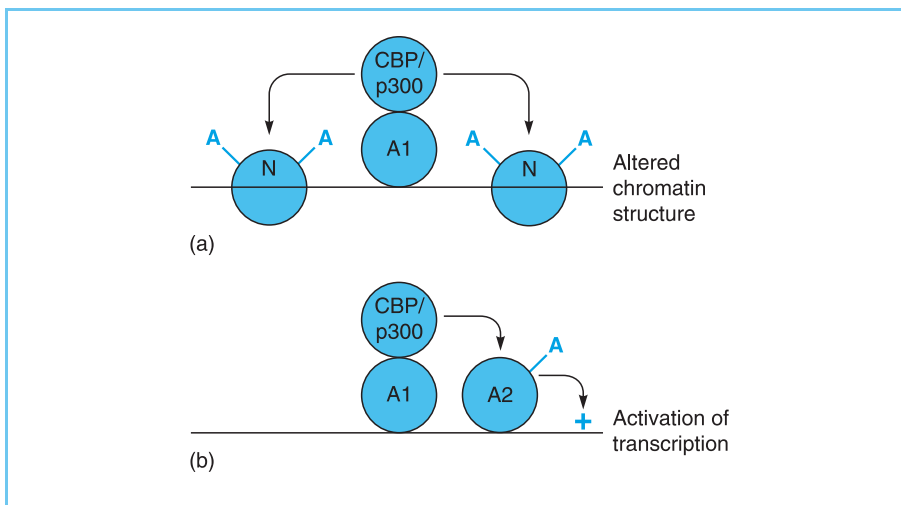 CBP/
p300
A
A
A1
A
A
N
N
Altered
chromatin
structure
(a)
CBP/
p300
A
A1
A2
+
Activation of
transcription
(b)